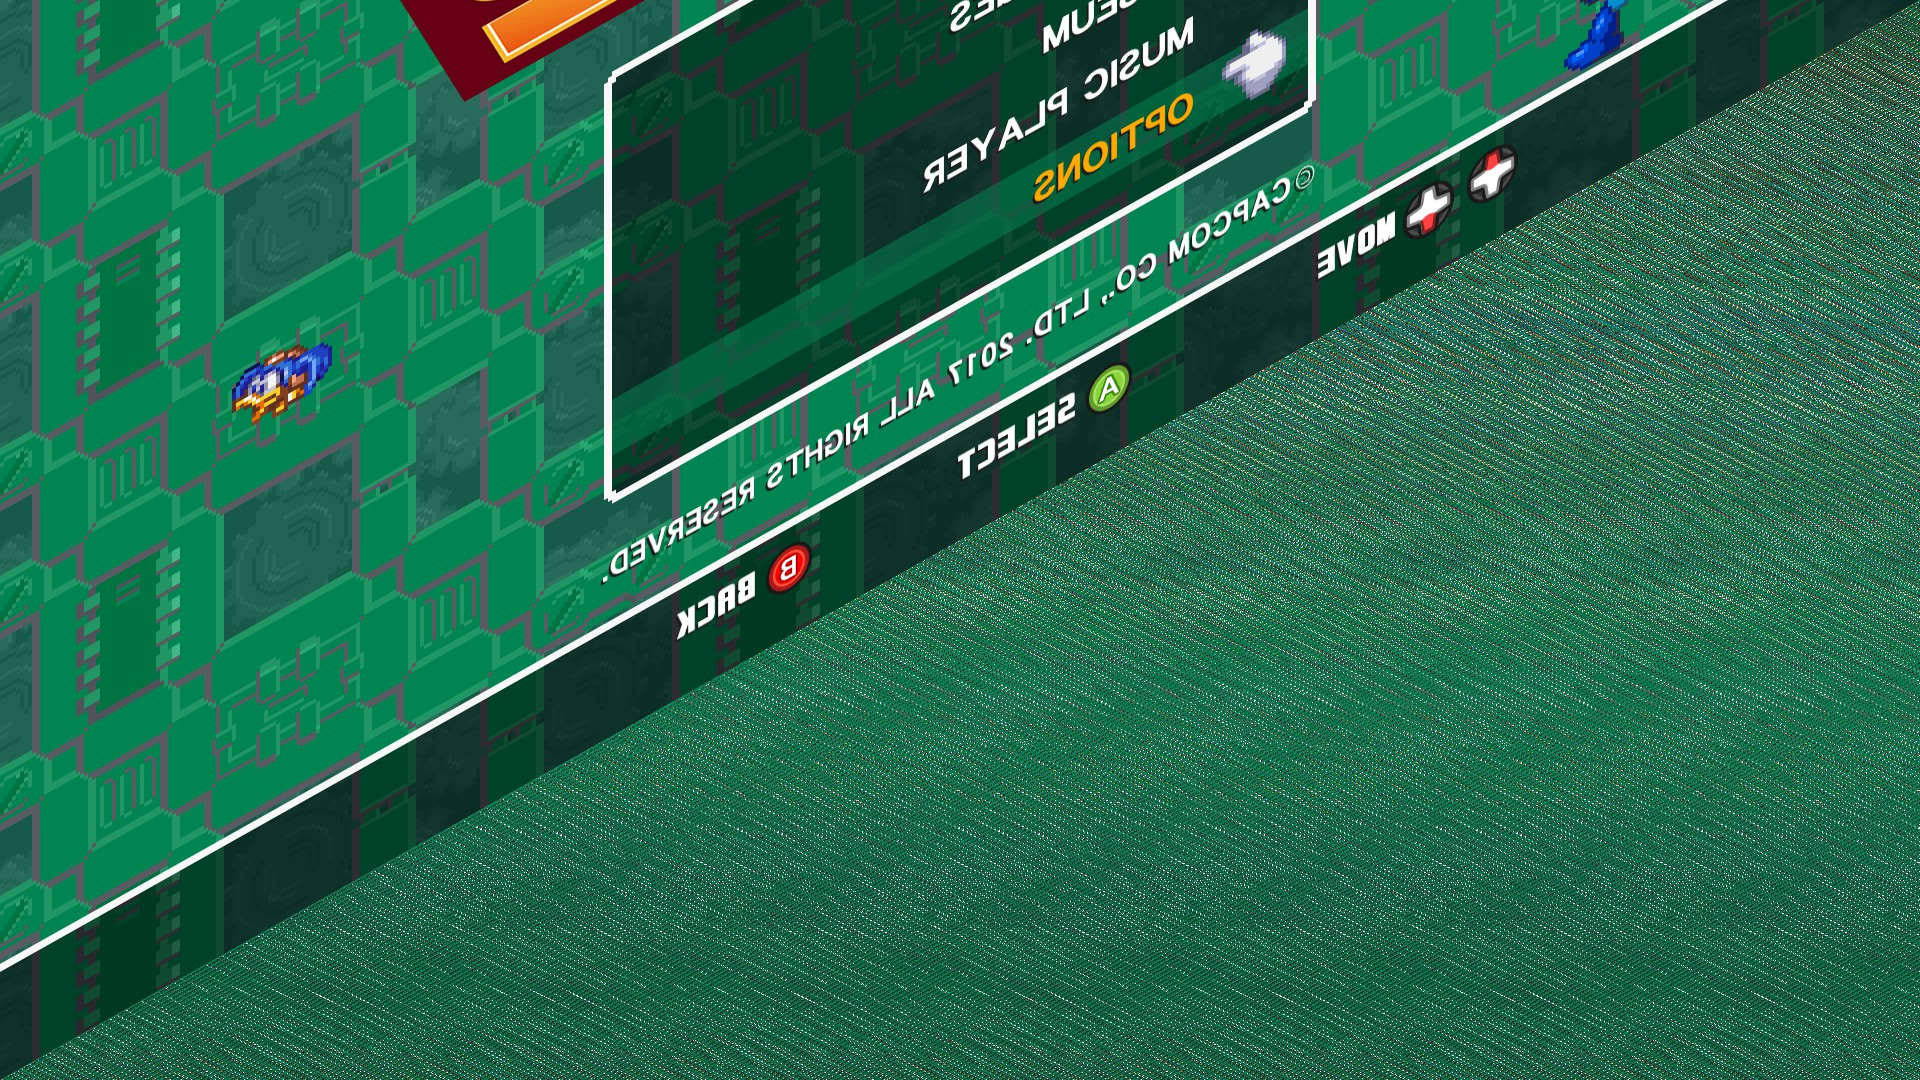 MUSIC PLAYER
OPTIONS
©CAPCOM CO., LTD. 2017 ALL RIGHTS RESERVED.
MOVE
A SELECT
B BACK